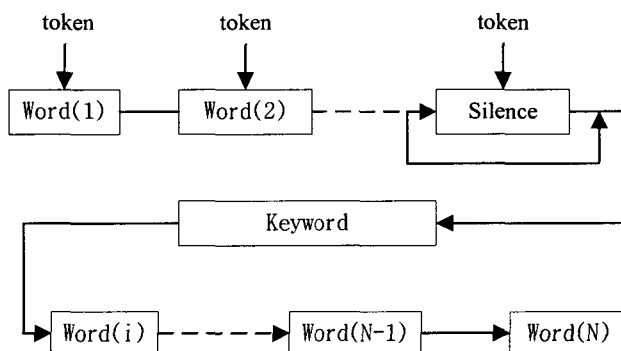 token token token
Word(1) Word(2) Silence
Keyword
Word(i) Word(N-1) Word(N)